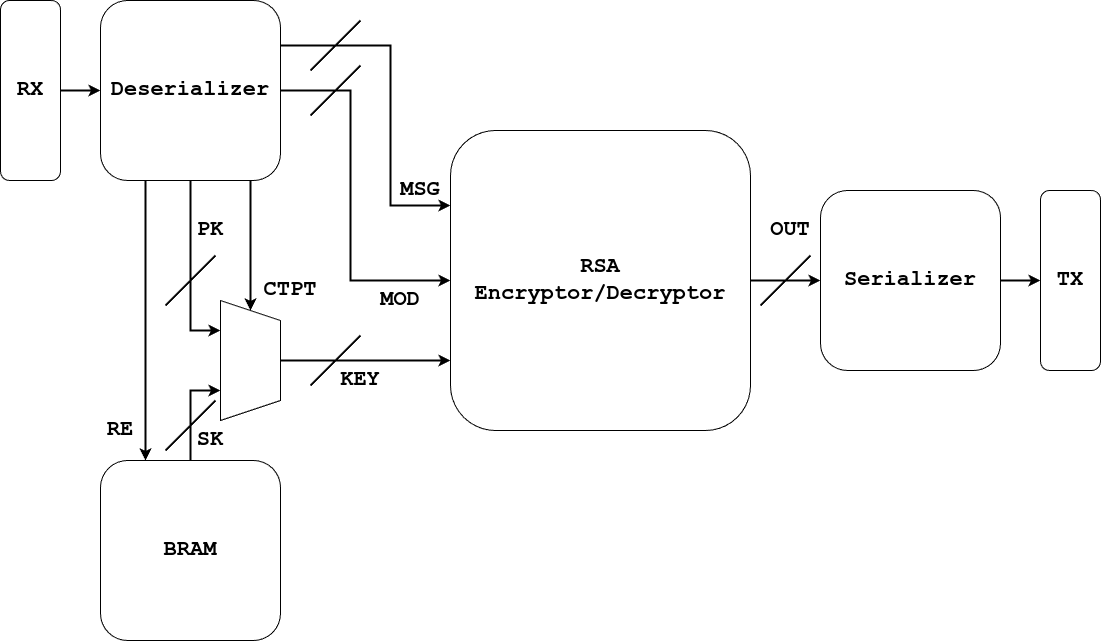 RX
Deserializer
MSG
PK
OUT
RSA
Encryptor/Decryptor
Serializer
TX
CTPT
MOD
KEY
RE
SK
BRAM